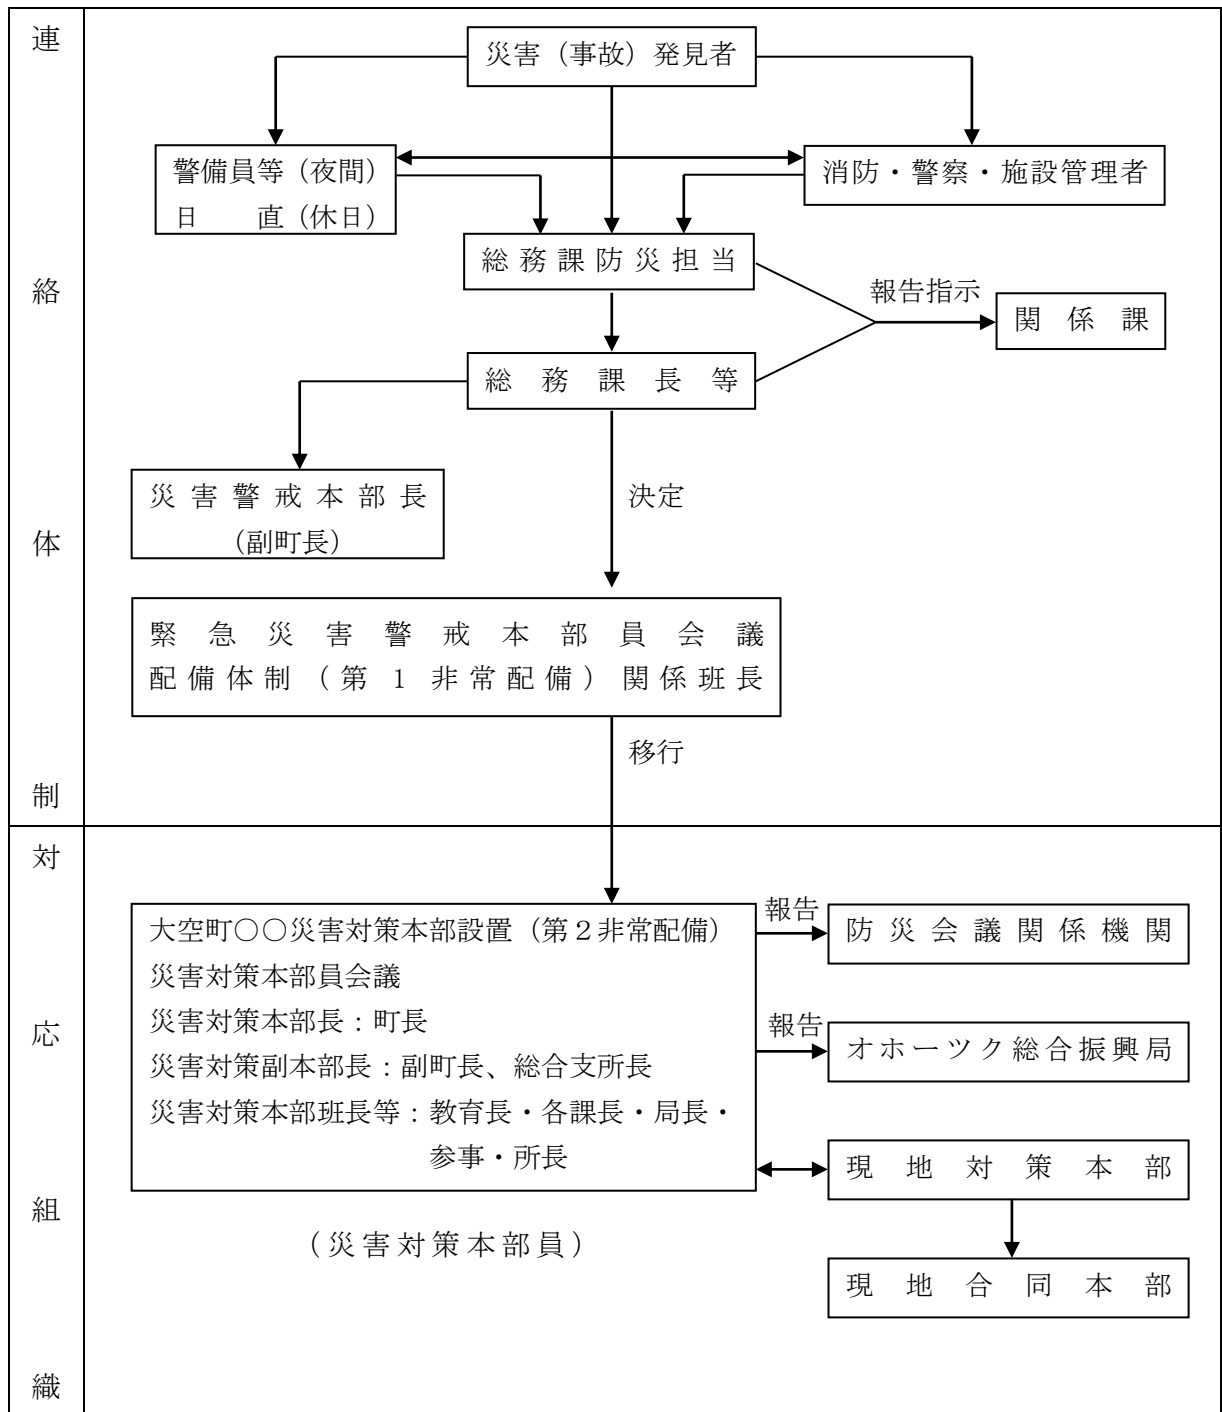 連絡体制
災害（事故）発見者
警備員等（夜間）
日　　直（休日）
消防・警察・施設管理者
総務課防災担当
報告指示
関係課
総務課長等
災害警戒本部長
（副町長）
決定
緊急災害警戒本部員会議
配備体制（第１非常配備）関係班長
移行
対応組織
大空町○○災害対策本部設置（第２非常配備）
災害対策本部員会議
災害対策本部長：町長
災害対策副本部長：副町長、総合支所長
災害対策本部班長等：教育長・各課長・局長・
参事・所長
（災害対策本部員）
報告
防災会議関係機関
報告
オホーツク総合振興局
現地対策本部
現地合同本部